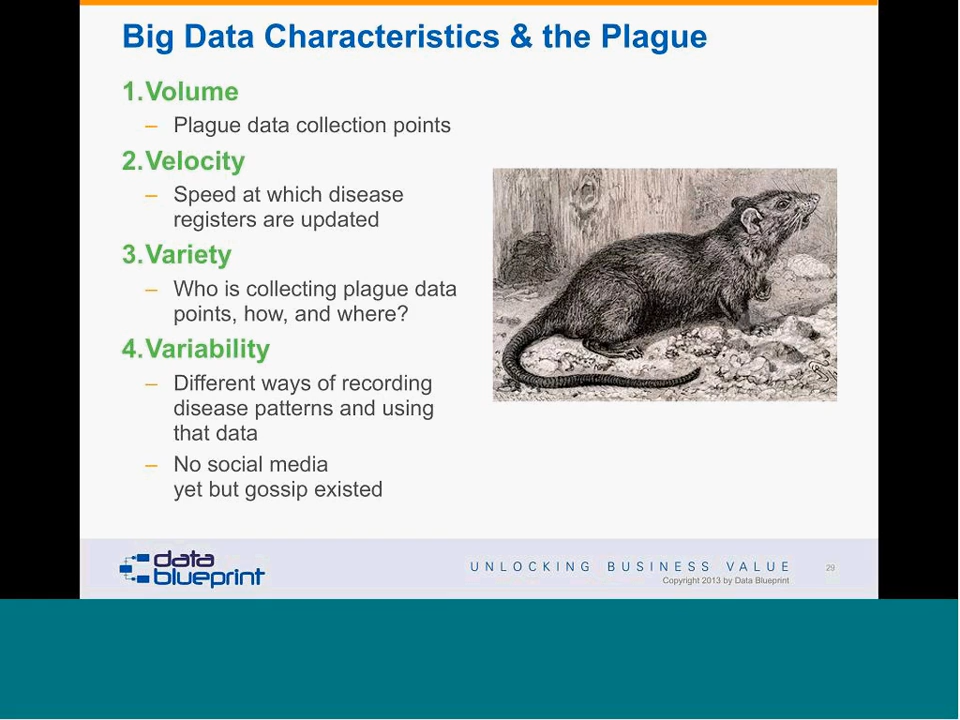 Big Data Characteristics & the Plague
1.Volume
– Plague data collection points
2.Velocity
– Speed at which disease
registers are updated
3.Variety
– Who is collecting plague data
points, how, and where?
4.Variability
– Different ways of recording
disease patterns and using
that data
– No social media
yet but gossip existed
data
blueprint
UNLOCKING BUSINESS VALUE
29
Copyright 2013 by Data Blueprint